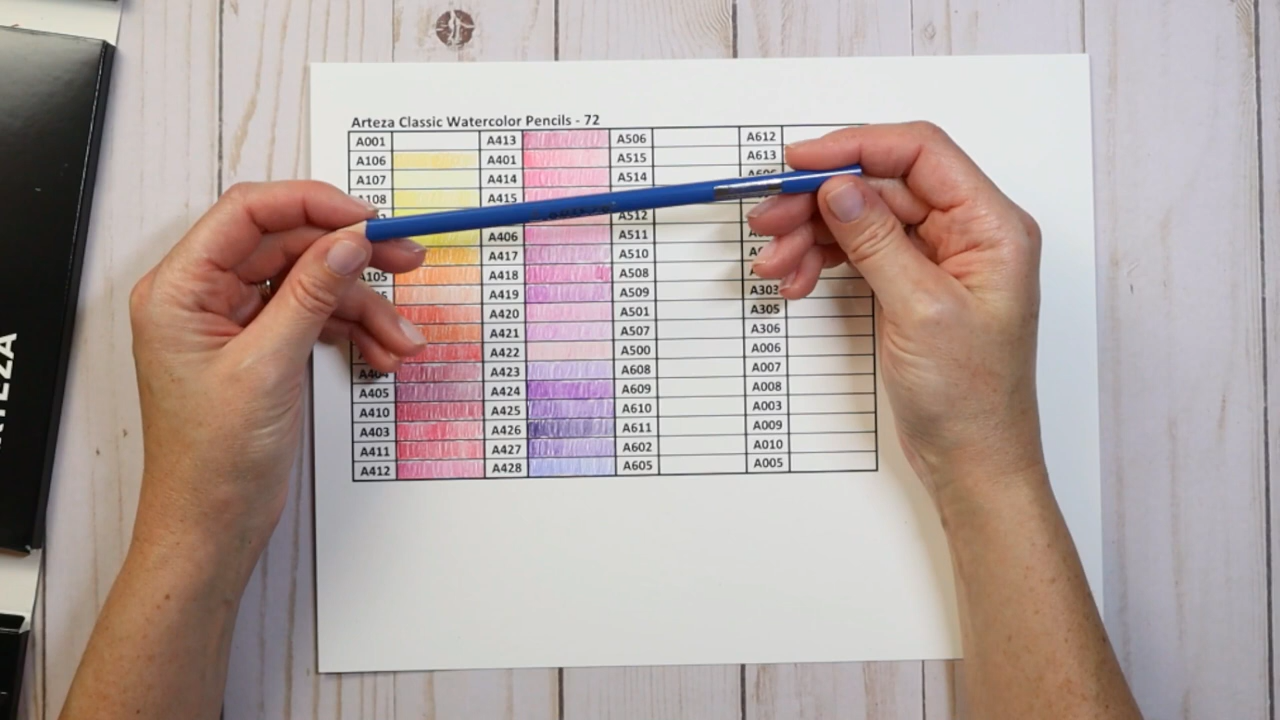 Arteza Classic Watercolor Pencils - 72
A001 A413 A506 A612
A106 A401 A515 A613
A107 A414 A514
A108 A415
A512
A406 A511
A417 A510
A105 A418 A508
A419 A509 A303
A420 A501 A305
A421 A507 A306
A422 A500 A006
A404 A423 A608 A007
A405 A424 A609 A008
A410 A425 A610 A003
A403 A426 A611 A009
A411 A427 A602 A010
A412 A428 A605 A005